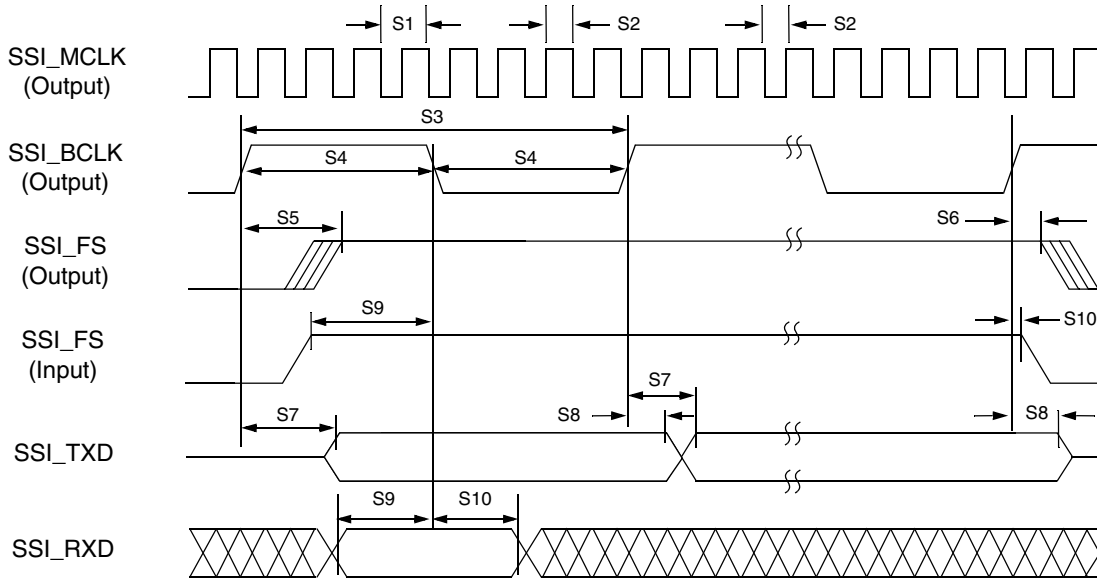 S1 S2 S2
SSI_MCLK
(Output)
S3
SSI_BCLK
(Output)
S4 S4
S5 S6
SSI_FS
(Output)
S9
SSI_FS
(Input)
S10
S7 S8 S7 S8
SSI_TXD
S9 S10
SSI_RXD